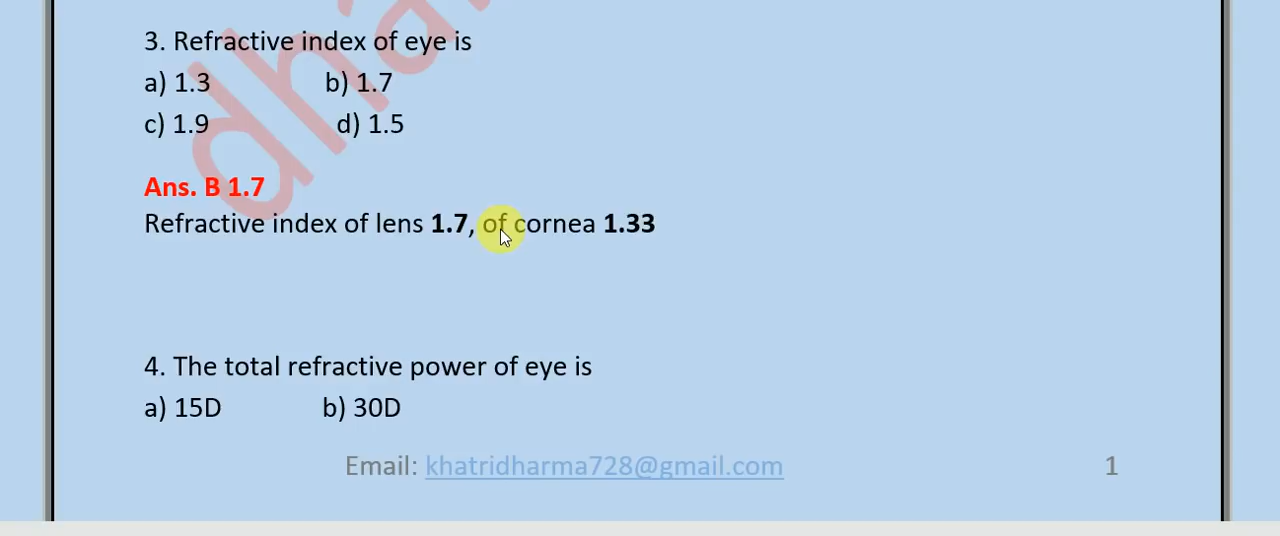 3. Refractive index of eye is
a) 1.3 b) 1.7
c) 1.9 d) 1.5
Ans. B 1.7
Refractive index of lens 1.7, of cornea 1.33
4. The total refractive power of eye is
a) 15D b) 30D
Email: khatridharma728@gmail.com 1